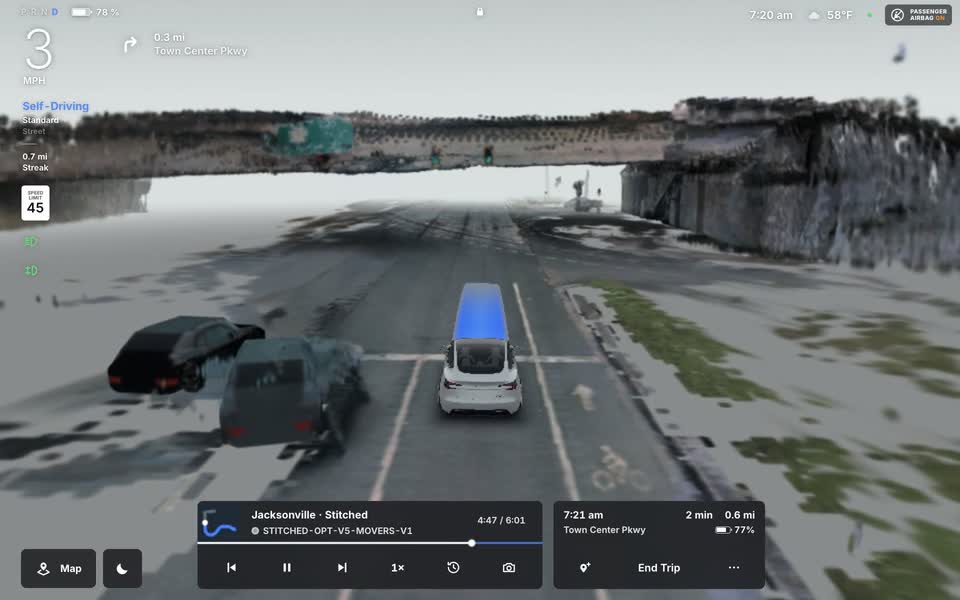 P R N D 78 %
7:20 am 58°F
PASSENGER
AIRBAG ON
3
MPH
0.3 mi
Town Center Pkwy
Self-Driving
Standard
Street
0.7 mi
Streak
SPEED
LIMIT
45
Jacksonville · Stitched
STITCHED-OPT-V5-MOVERS-V1
4:47 / 6:01
1×
7:21 am 2 min 0.6 mi
Town Center Pkwy 77%
Map
End Trip